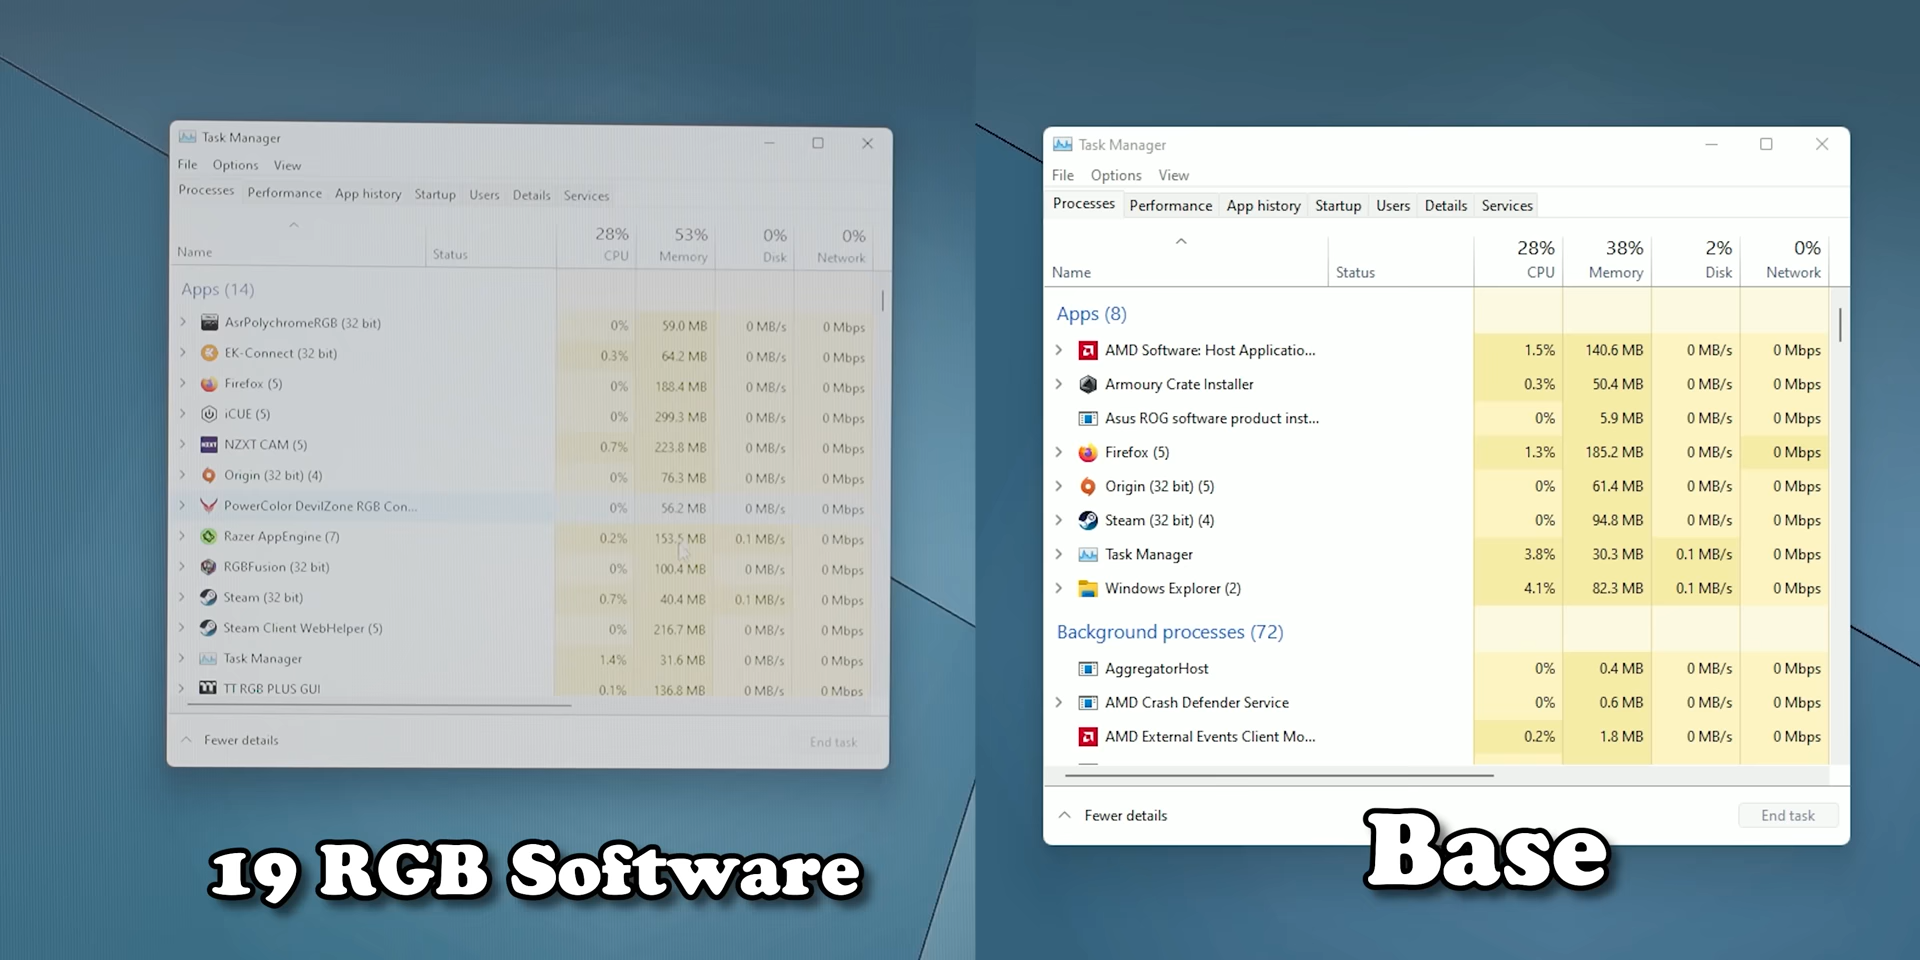 Task Manager
File Options View
Processes Performance App history Startup Users Details Services
28% 53% 0% 0%
Name Status CPU Memory Disk Network
Apps (14)
AsrPolychromeRGB (32 bit) 0% 59.0 MB 0 MB/s 0 Mbps
EK-Connect (32 bit) 0.3% 64.2 MB 0 MB/s 0 Mbps
Firefox (5) 0% 188.4 MB 0 MB/s 0 Mbps
iCUE (5) 0% 299.3 MB 0 MB/s 0 Mbps
NZXT NZXT CAM (5) 0.7% 223.8 MB 0 MB/s 0 Mbps
Origin (32 bit) (4) 0% 76.3 MB 0 MB/s 0 Mbps
PowerColor DevilZone RGB Con... 0% 56.2 MB 0 MB/s 0 Mbps
Razer AppEngine (7) 0.2% 153.5 MB 0.1 MB/s 0 Mbps
RGBFusion (32 bit) 0% 100.4 MB 0 MB/s 0 Mbps
Steam (32 bit) 0.7% 40.4 MB 0.1 MB/s 0 Mbps
Steam Client WebHelper (5) 0% 216.7 MB 0 MB/s 0 Mbps
Task Manager 1.4% 31.6 MB 0 MB/s 0 Mbps
TT RGB PLUS GUI 0.1% 136.8 MB 0 MB/s 0 Mbps
Fewer details End task
19 RGB Software
Task Manager
File Options View
Processes Performance App history Startup Users Details Services
28% 38% 2% 0%
Name Status CPU Memory Disk Network
Apps (8)
AMD Software: Host Applicatio... 1.5% 140.6 MB 0 MB/s 0 Mbps
Armoury Crate Installer 0.3% 50.4 MB 0 MB/s 0 Mbps
Asus ROG software product inst... 0% 5.9 MB 0 MB/s 0 Mbps
Firefox (5) 1.3% 185.2 MB 0 MB/s 0 Mbps
Origin (32 bit) (5) 0% 61.4 MB 0 MB/s 0 Mbps
Steam (32 bit) (4) 0% 94.8 MB 0 MB/s 0 Mbps
Task Manager 3.8% 30.3 MB 0.1 MB/s 0 Mbps
Windows Explorer (2) 4.1% 82.3 MB 0.1 MB/s 0 Mbps
Background processes (72)
AggregatorHost 0% 0.4 MB 0 MB/s 0 Mbps
AMD Crash Defender Service 0% 0.6 MB 0 MB/s 0 Mbps
AMD External Events Client Mo... 0.2% 1.8 MB 0 MB/s 0 Mbps
Fewer details End task
Base